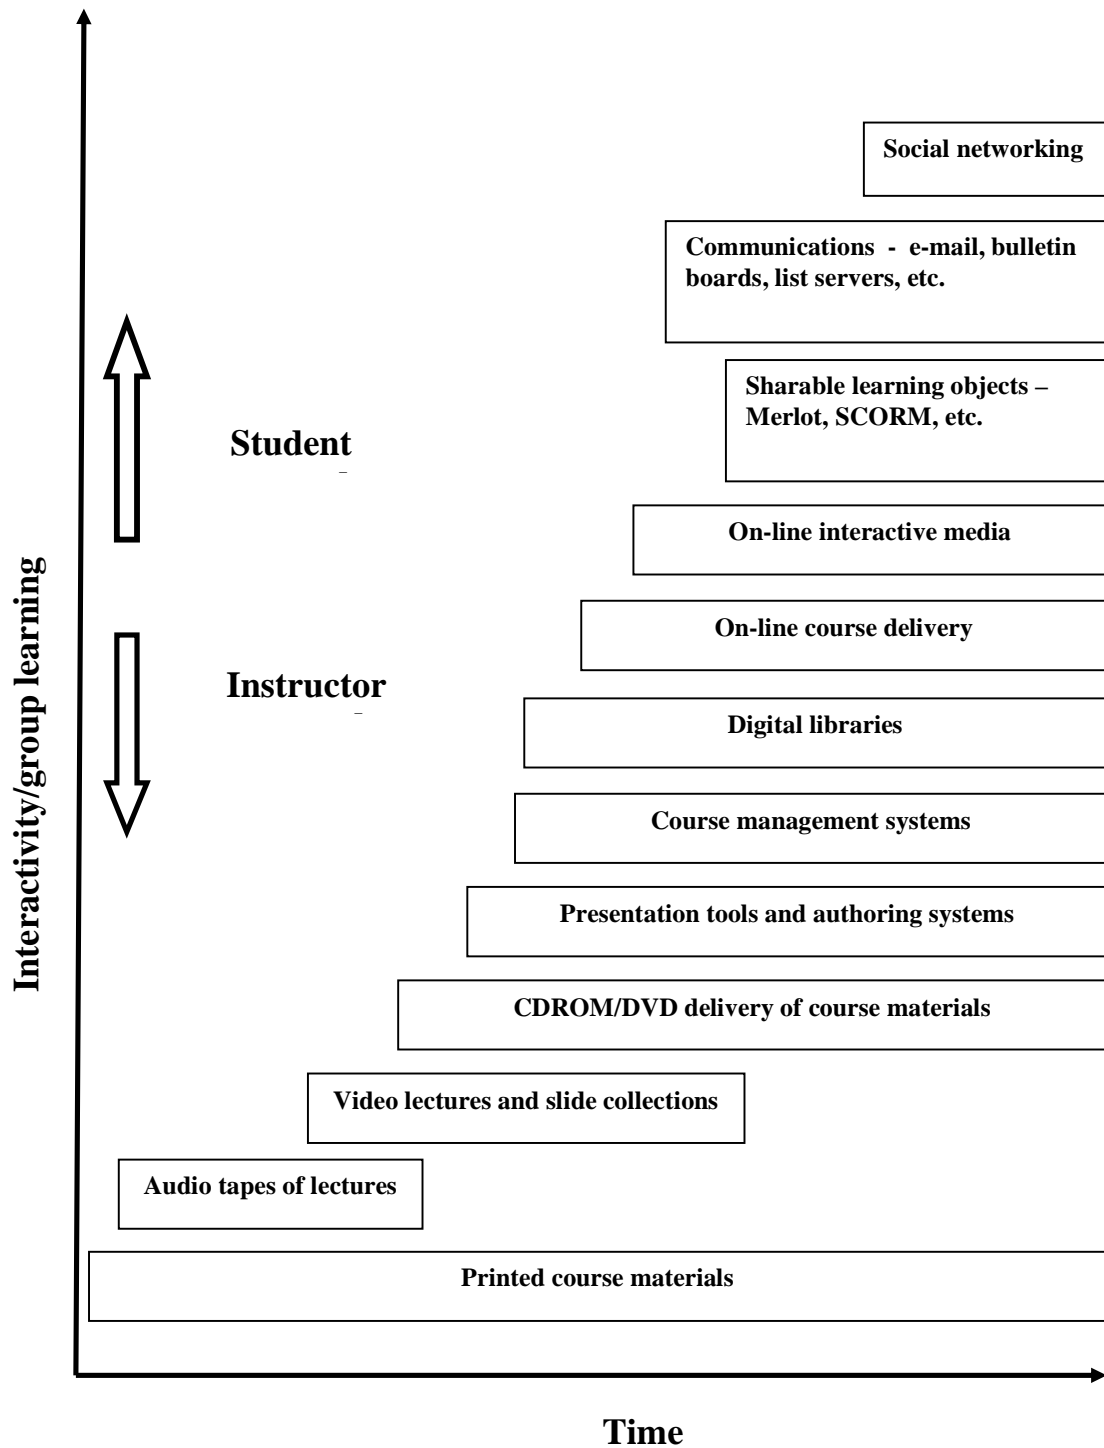 Social networking
Communications - e-mail, bulletin
boards, list servers, etc.
Sharable learning objects –
Merlot, SCORM, etc.
Student
On-line interactive media
On-line course delivery
Instructor
Digital libraries
Course management systems
Presentation tools and authoring systems
CDROM/DVD delivery of course materials
Video lectures and slide collections
Audio tapes of lectures
Printed course materials
Interactivity/group learning
Time